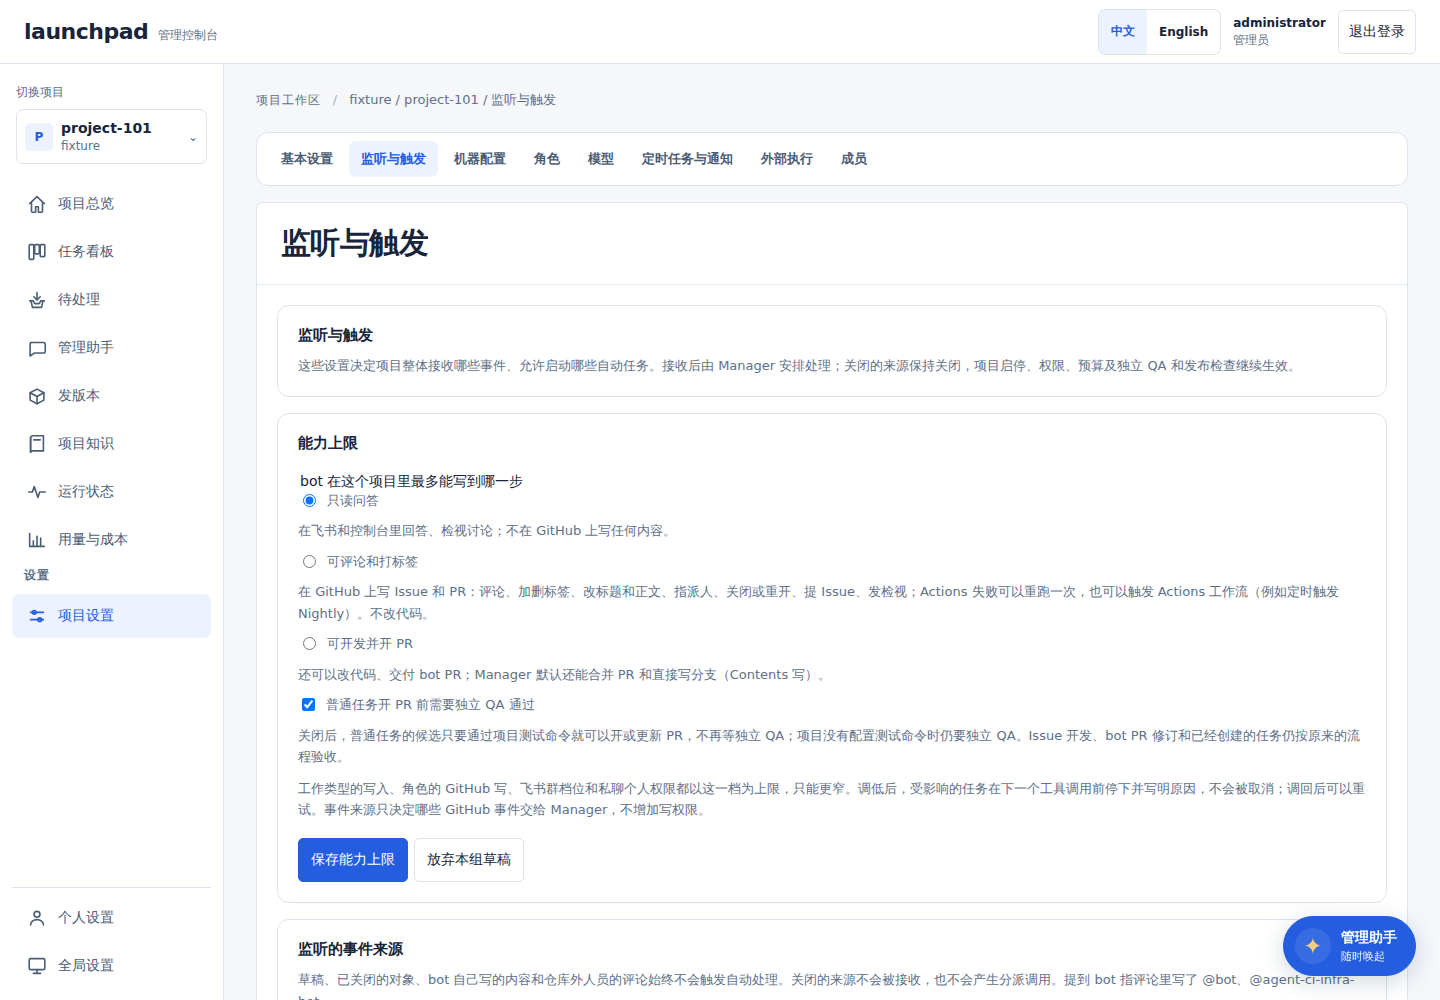 launchpad 管理控制台
中文 English
administrator
管理员
退出登录
切换项目
P
project-101
fixture
项目总览
任务看板
待处理
管理助手
发版本
项目知识
运行状态
用量与成本
设置
项目设置
个人设置
全局设置
项目工作区 / fixture / project-101 / 监听与触发
基本设置 监听与触发 机器配置 角色 模型 定时任务与通知 外部执行 成员
监听与触发
监听与触发
这些设置决定项目整体接收哪些事件、允许启动哪些自动任务。接收后由 Manager 安排处理；关闭的来源保持关闭，项目启停、权限、预算及独立 QA 和发布检查继续生效。
能力上限
bot 在这个项目里最多能写到哪一步
只读问答
在飞书和控制台里回答、检视讨论；不在 GitHub 上写任何内容。
可评论和打标签
在 GitHub 上写 Issue 和 PR：评论、加删标签、改标题和正文、指派人、关闭或重开、提 Issue、发检视；Actions 失败可以重跑一次，也可以触发 Actions 工作流（例如定时触发
Nightly）。不改代码。
可开发并开 PR
还可以改代码、交付 bot PR；Manager 默认还能合并 PR 和直接写分支（Contents 写）。
普通任务开 PR 前需要独立 QA 通过
关闭后，普通任务的候选只要通过项目测试命令就可以开或更新 PR，不再等独立 QA；项目没有配置测试命令时仍要独立 QA。Issue 开发、bot PR 修订和已经创建的任务仍按原来的流
程验收。
工作类型的写入、角色的 GitHub 写、飞书群档位和私聊个人权限都以这一档为上限，只能更窄。调低后，受影响的任务在下一个工具调用前停下并写明原因，不会被取消；调回后可以重
试。事件来源只决定哪些 GitHub 事件交给 Manager，不增加写权限。
保存能力上限 放弃本组草稿
监听的事件来源
草稿、已关闭的对象、bot 自己写的内容和仓库外人员的评论始终不会触发自动处理。关闭的来源不会被接收，也不会产生分派调用。提到 bot 指评论里写了 @bot、@agent-ci-infra-
管理助手
随时唤起